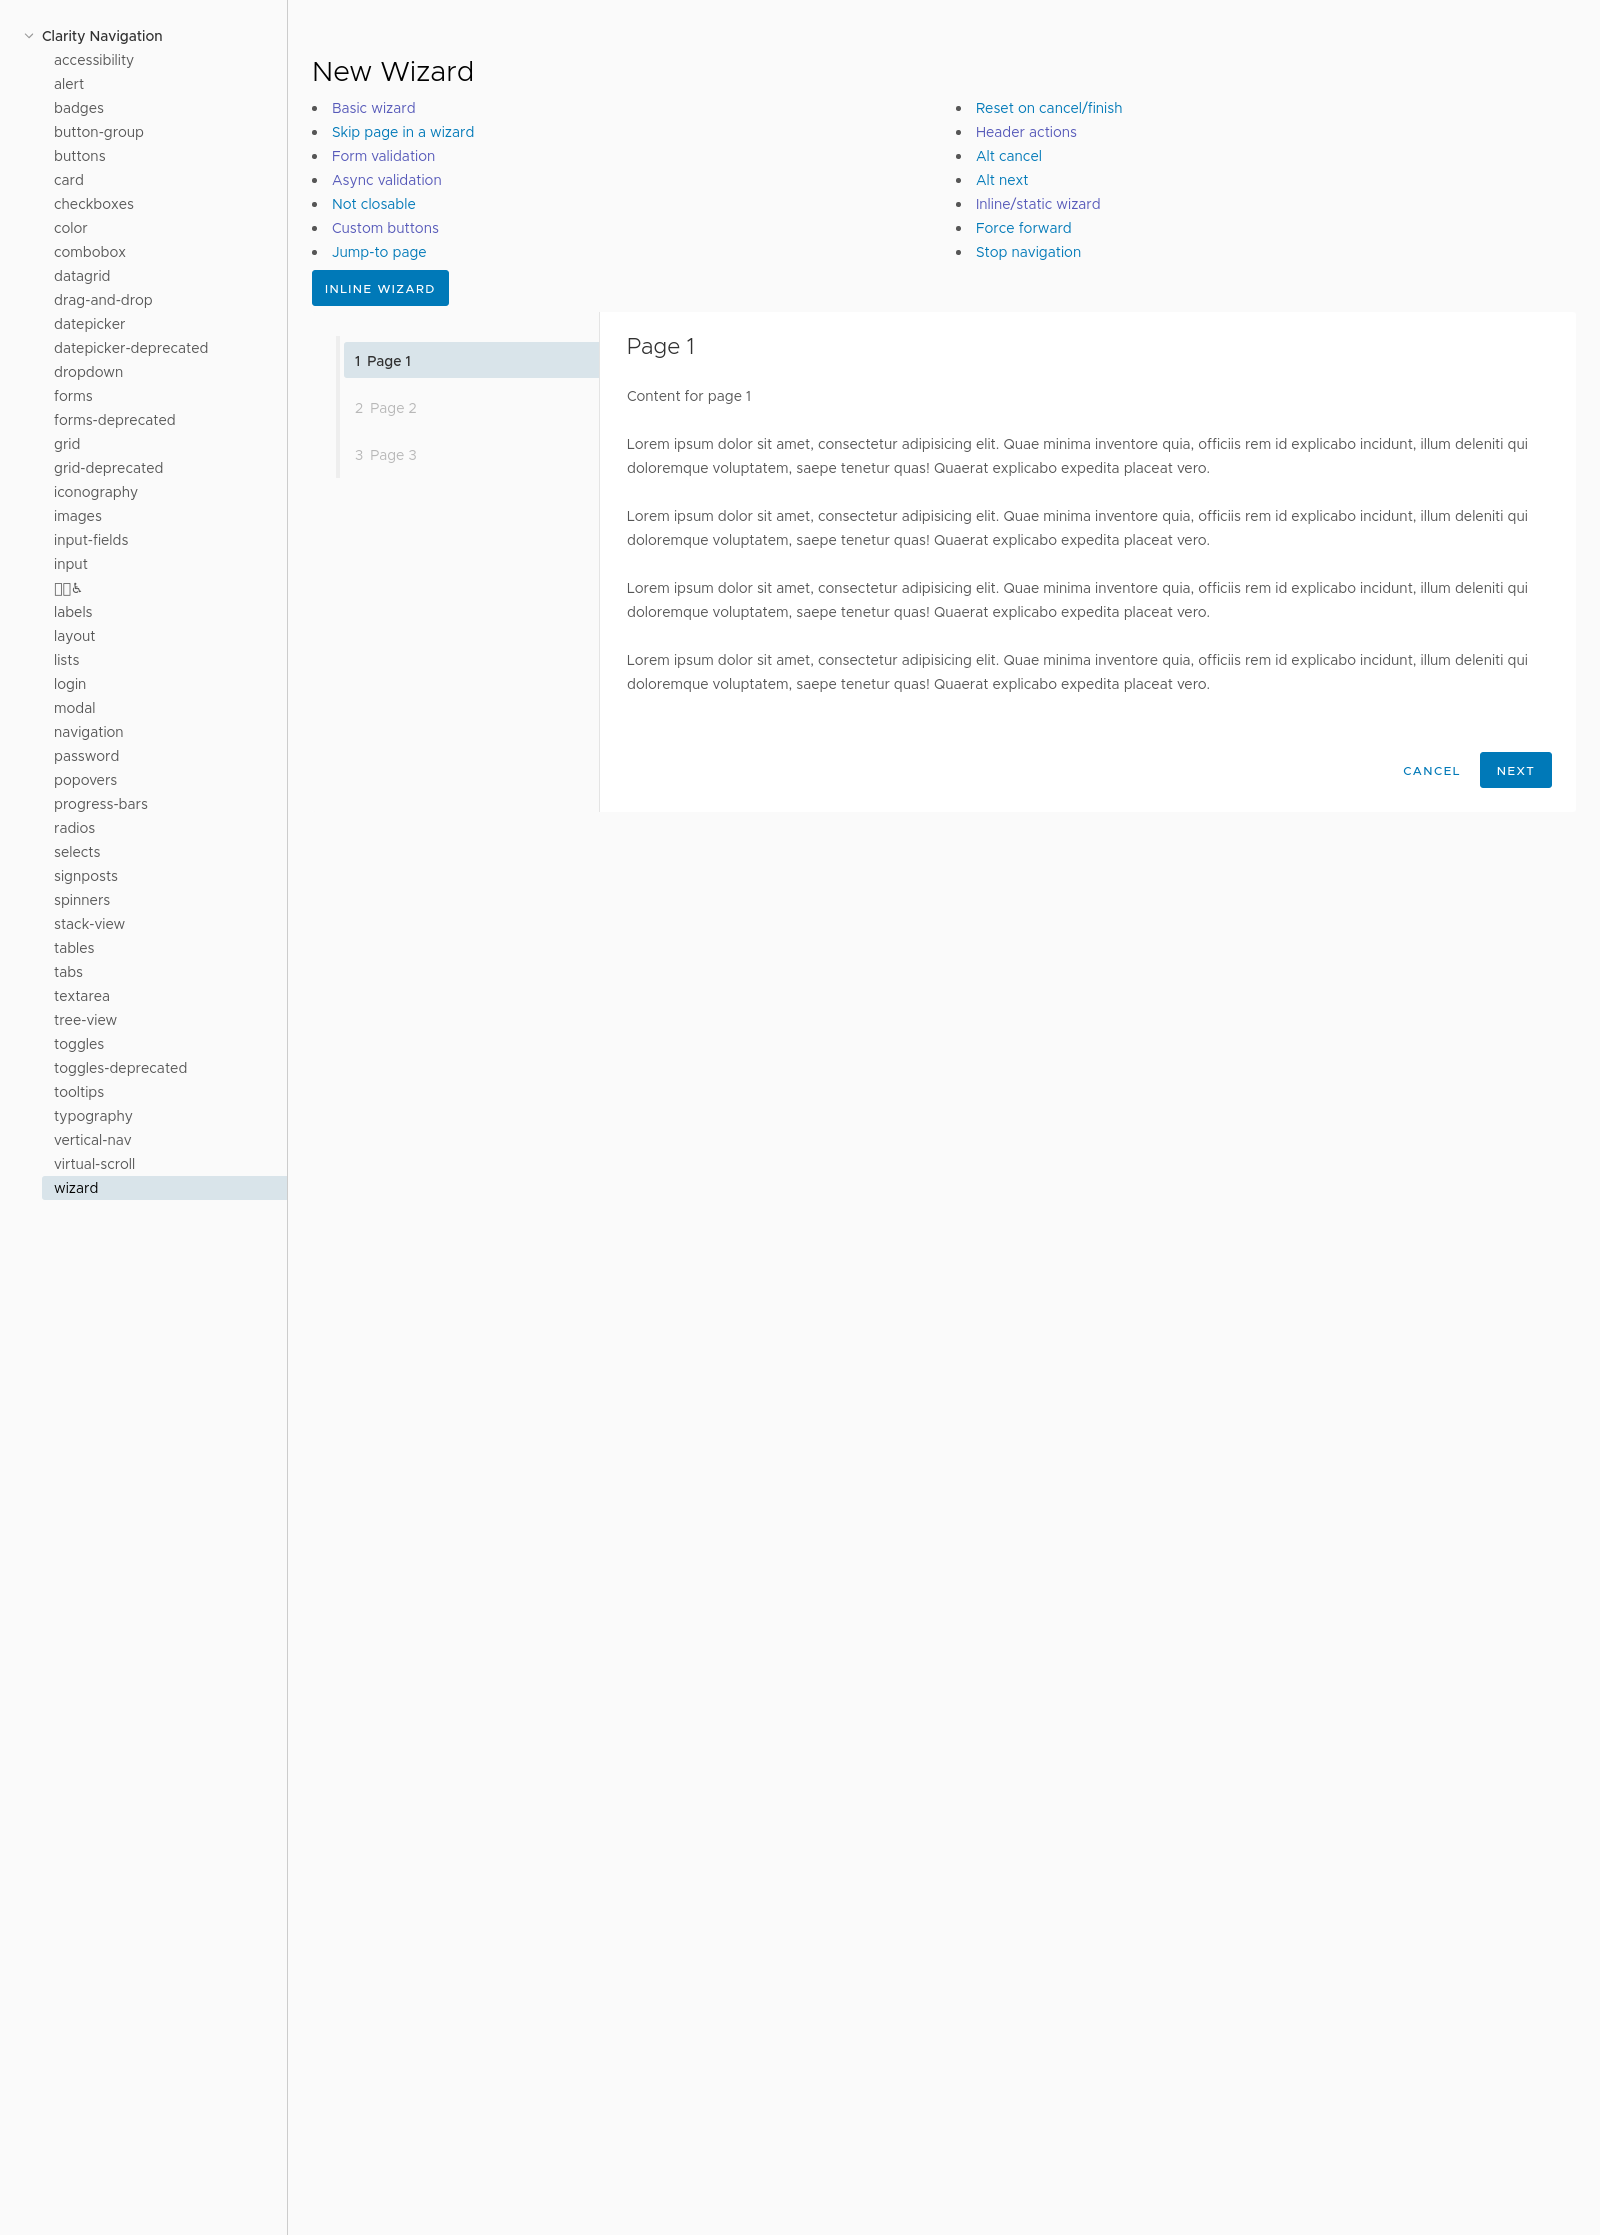 Clarity Navigation
accessibility
alert
badges
button-group
buttons
card
checkboxes
color
combobox
datagrid
drag-and-drop
datepicker
datepicker-deprecated
dropdown
forms
forms-deprecated
grid
grid-deprecated
iconography
images
input-fields
input
labels
layout
lists
login
modal
navigation
password
popovers
progress-bars
radios
selects
signposts
spinners
stack-view
tables
tabs
textarea
tree-view
toggles
toggles-deprecated
tooltips
typography
vertical-nav
virtual-scroll
wizard
New Wizard
Basic wizard
Skip page in a wizard
Form validation
Async validation
Not closable
Custom buttons
Jump-to page
Reset on cancel/finish
Header actions
Alt cancel
Alt next
Inline/static wizard
Force forward
Stop navigation
INLINE WIZARD
1 Page 1
2 Page 2
3 Page 3
Page 1
Content for page 1
Lorem ipsum dolor sit amet, consectetur adipisicing elit. Quae minima inventore quia, officiis rem id explicabo incidunt, illum deleniti qui
doloremque voluptatem, saepe tenetur quas! Quaerat explicabo expedita placeat vero.
Lorem ipsum dolor sit amet, consectetur adipisicing elit. Quae minima inventore quia, officiis rem id explicabo incidunt, illum deleniti qui
doloremque voluptatem, saepe tenetur quas! Quaerat explicabo expedita placeat vero.
Lorem ipsum dolor sit amet, consectetur adipisicing elit. Quae minima inventore quia, officiis rem id explicabo incidunt, illum deleniti qui
doloremque voluptatem, saepe tenetur quas! Quaerat explicabo expedita placeat vero.
Lorem ipsum dolor sit amet, consectetur adipisicing elit. Quae minima inventore quia, officiis rem id explicabo incidunt, illum deleniti qui
doloremque voluptatem, saepe tenetur quas! Quaerat explicabo expedita placeat vero.
CANCEL
NEXT